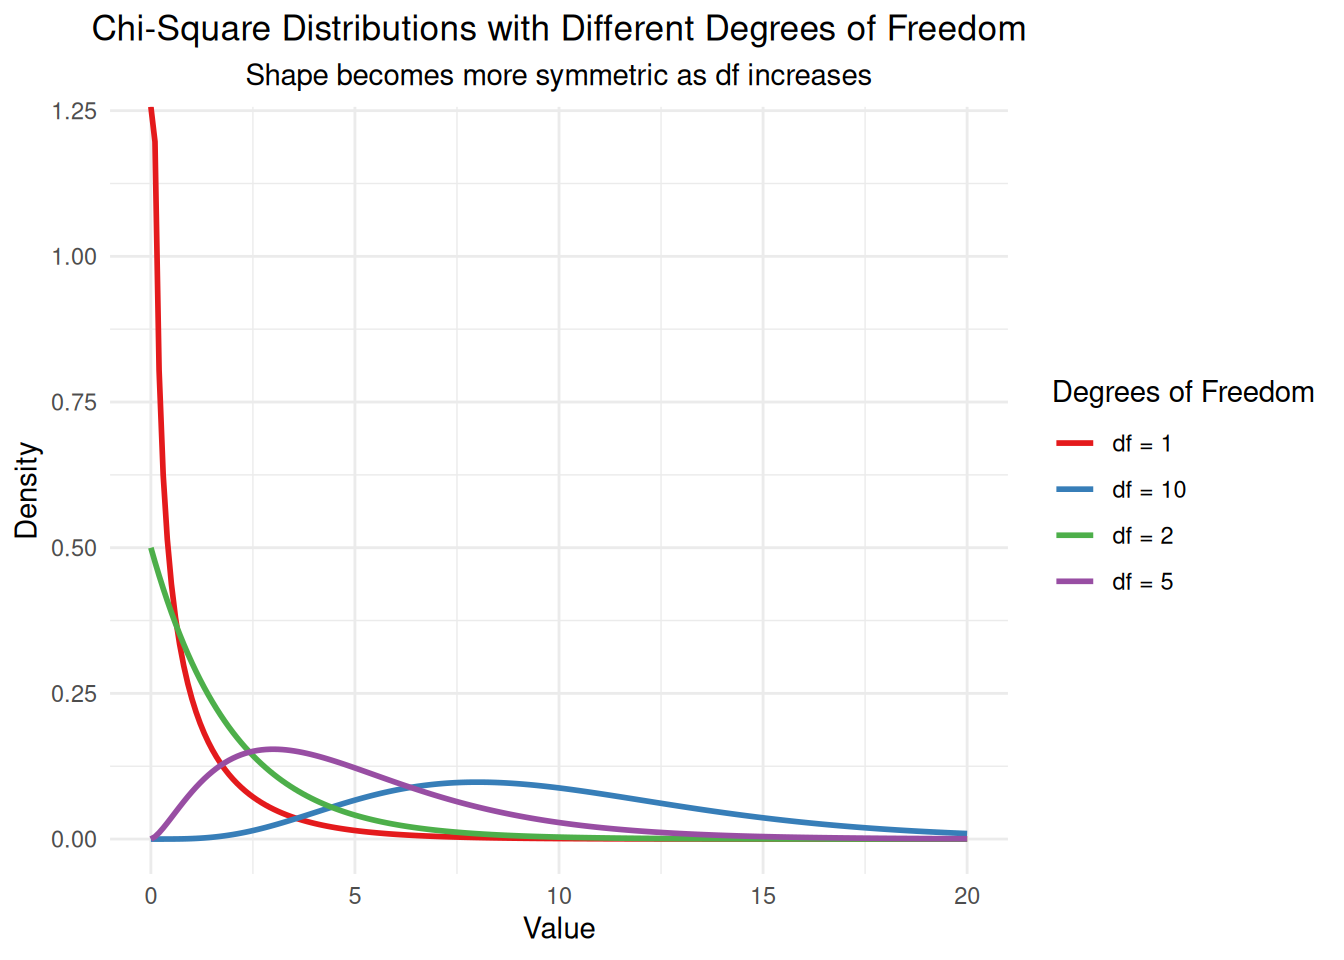 Chi-Square Distributions with Different Degrees of Freedom
Shape becomes more symmetric as df increases
1.25
1.00
0.75
0.50
0.25
0.00
Density
0 5 10 15 20
Value
Degrees of Freedom
df = 1
df = 10
df = 2
df = 5